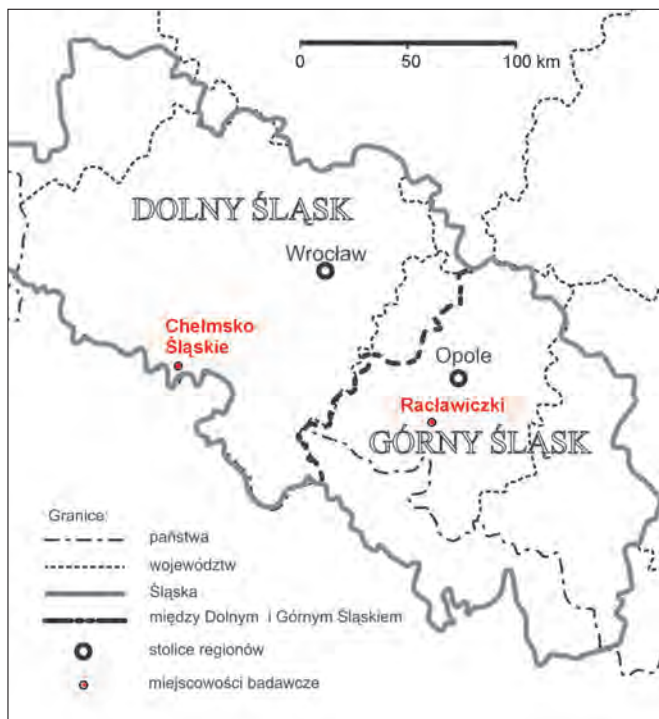 0 50 100 km
DOLNY ŚLĄSK
Wrocław
Chełmsko
Śląskie
Opole
Racławiczki
GÓRNY ŚLĄSK
Granice:
państwa
województw
Śląska
między Dolnym i Górnym Śląskiem
stolice regionów
miejscowości badawcze